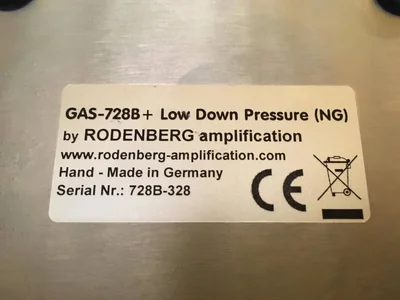 GAS-728B+ Low Down Pressure (NG)
by RODENBERG amplification
www.rodenberg-amplification.com
Hand - Made in Germany
Serial Nr.: 728B-328
CE